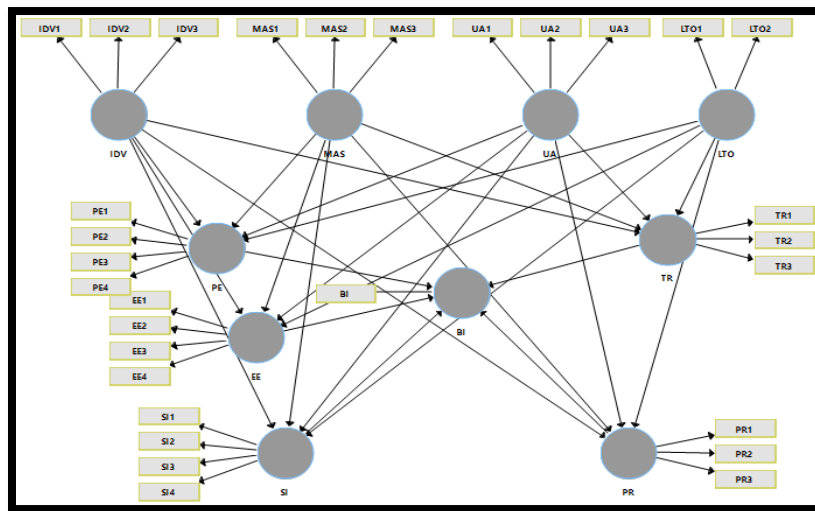 IDV1
IDV2
IDV3
MAS1
MAS2
MAS3
UA1
UA2
UA3
LTO1
LTO2
IDV
MAS
UA
LTO
PE1
PE2
PE3
PE4
PE
TR1
TR2
TR3
TR
EE1
EE2
EE3
EE4
EE
BI
BI
SI1
SI2
SI3
SI4
SI
PR1
PR2
PR3
PR